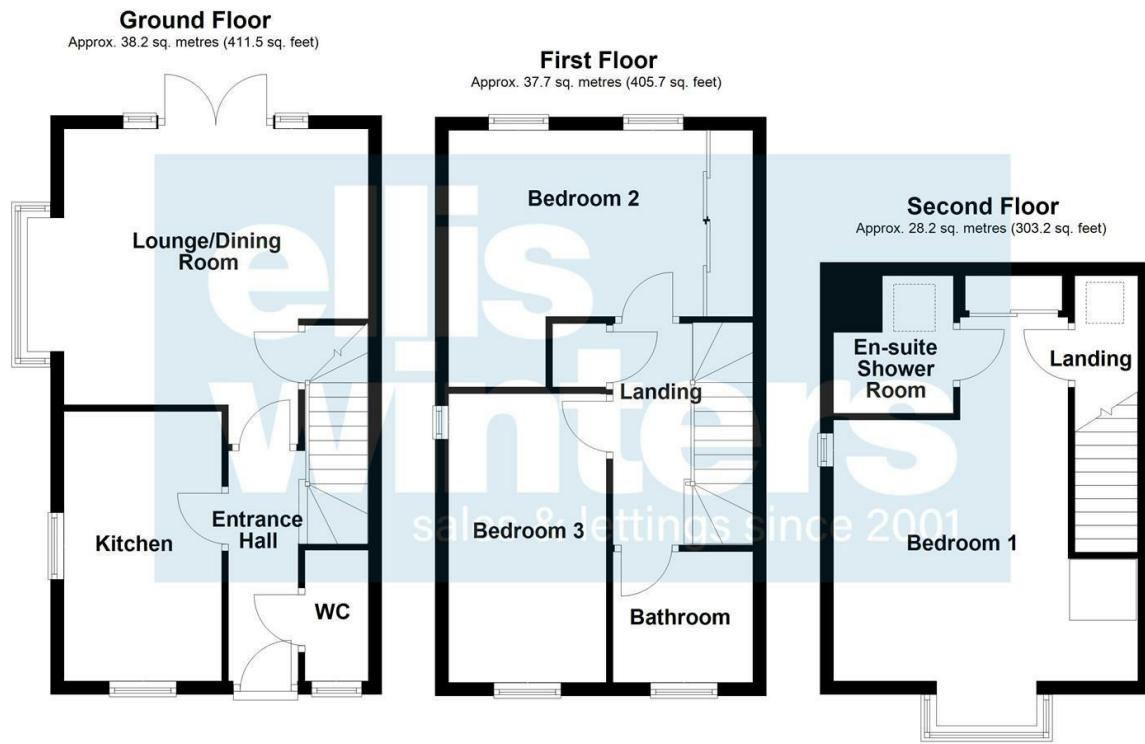 Ground Floor
Approx. 38.2 sq. metres (411.5 sq. feet)
Lounge/Dining
Room
Kitchen
Entrance
Hall
WC
First Floor
Approx. 37.7 sq. metres (405.7 sq. feet)
Bedroom 2
Landing
Bedroom 3
Bathroom
Second Floor
Approx. 28.2 sq. metres (303.2 sq. feet)
En-suite
Shower
Room
Landing
Bedroom 1
ellis
winters
sales & lettings since 2001